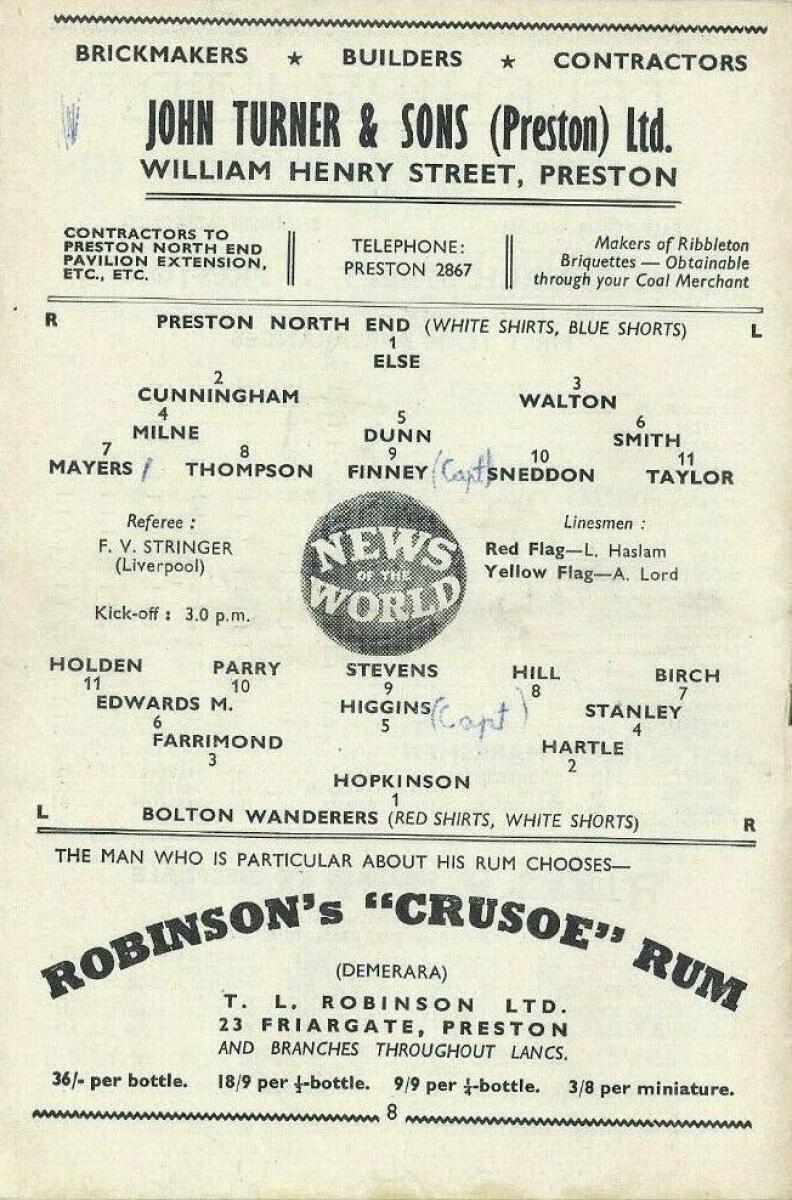 BRICKMAKERS ★ BUILDERS ★ CONTRACTORS
JOHN TURNER & SONS (Preston) Ltd.
WILLIAM HENRY STREET, PRESTON
CONTRACTORS TO
PRESTON NORTH END
PAVILION EXTENSION,
ETC., ETC.
TELEPHONE:
PRESTON 2867
Makers of Ribbleton
Briquettes — Obtainable
through your Coal Merchant
R PRESTON NORTH END (WHITE SHIRTS, BLUE SHORTS) L
1
ELSE
2 3
CUNNINGHAM WALTON
4 5 6
MILNE DUNN SMITH
7 8 9 10 11
MAYERS / THOMPSON FINNEY (Capt) SNEDDON TAYLOR
Referee :
F. V. STRINGER
(Liverpool)
Kick-off : 3.0 p.m.
NEWS
OF THE
WORLD
Linesmen :
Red Flag—L. Haslam
Yellow Flag—A. Lord
HOLDEN PARRY STEVENS HILL BIRCH
11 10 9 8 7
EDWARDS M. HIGGINS (Capt) STANLEY
6 5 4
FARRIMOND HARTLE
3 2
HOPKINSON
1
L BOLTON WANDERERS (RED SHIRTS, WHITE SHORTS) R
THE MAN WHO IS PARTICULAR ABOUT HIS RUM CHOOSES—
ROBINSON's "CRUSOE" RUM
(DEMERARA)
T. L. ROBINSON LTD.
23 FRIARGATE, PRESTON
AND BRANCHES THROUGHOUT LANCS.
36/- per bottle. 18/9 per ½-bottle. 9/9 per ¼-bottle. 3/8 per miniature.
8